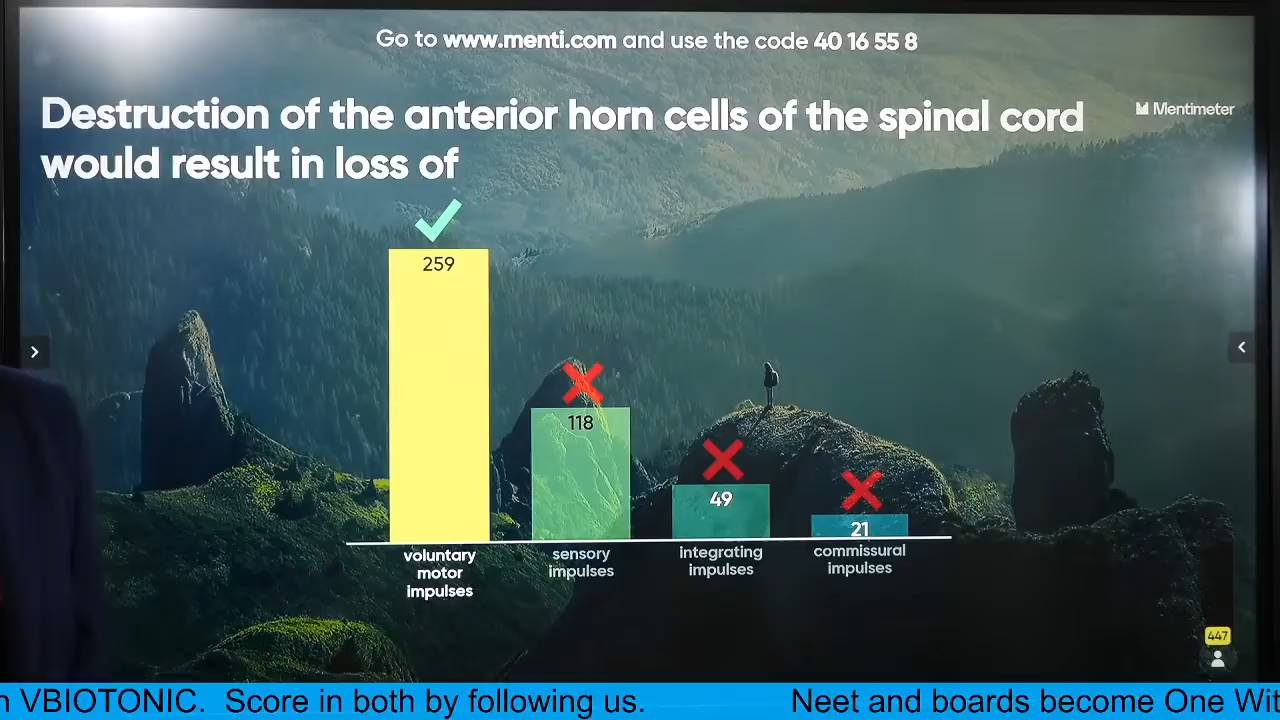 Go to www.menti.com and use the code 40 16 55 8
Mentimeter
Destruction of the anterior horn cells of the spinal cord
would result in loss of
259
118
49
21
voluntary
motor
impulses
sensory
impulses
integrating
impulses
commissural
impulses
447
n VBIOTONIC. Score in both by following us. Neet and boards become One Wit